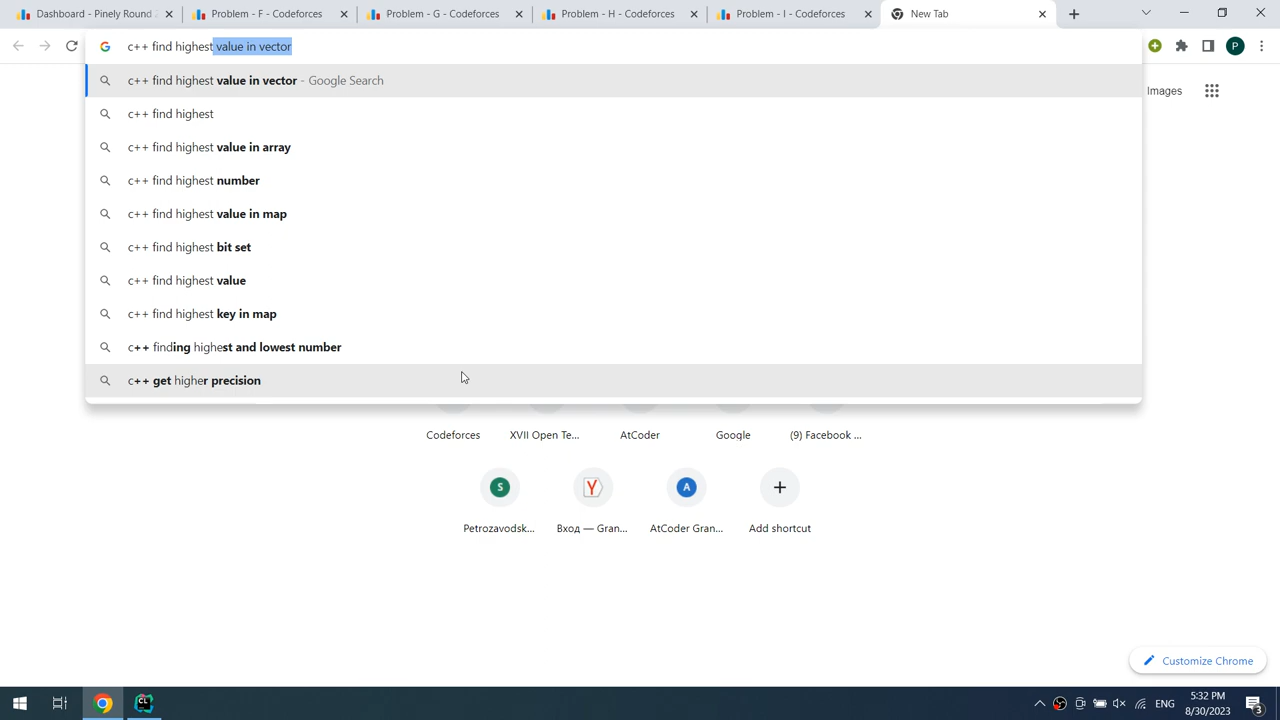 Dashboard - Pinely Round 2
Problem - F - Codeforces
Problem - G - Codeforces
Problem - H - Codeforces
Problem - I - Codeforces
New Tab
c++ find highest value in vector
P
c++ find highest value in vector - Google Search
Images
c++ find highest
c++ find highest value in array
c++ find highest number
c++ find highest value in map
c++ find highest bit set
c++ find highest value
c++ find highest key in map
c++ finding highest and lowest number
c++ get higher precision
Codeforces
XVII Open Te...
AtCoder
Google
(9) Facebook ...
S
Y
A
Petrozavodsk...
Вход — Gran...
AtCoder Gran...
Add shortcut
Customize Chrome
CL
ENG
5:32 PM
8/30/2023
3